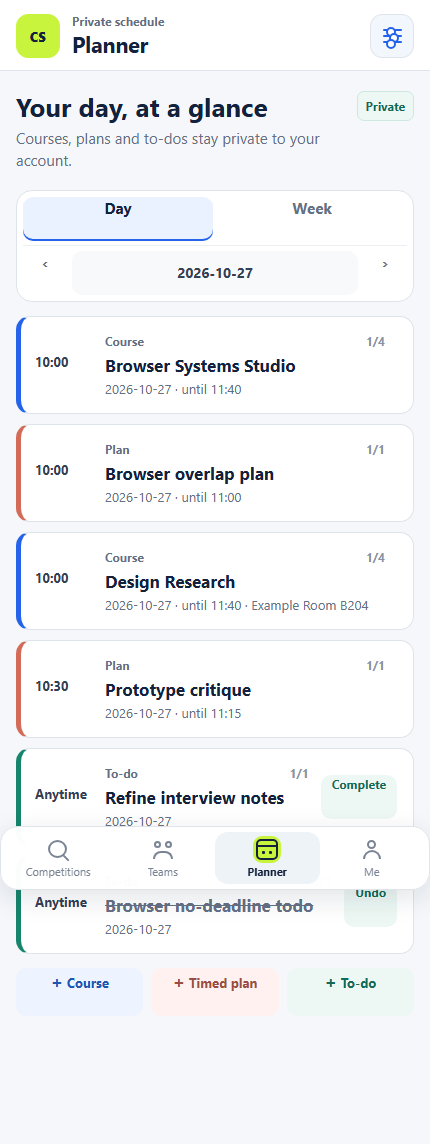 CS
Private schedule
Planner
Your day, at a glance
Private
Courses, plans and to-dos stay private to your
account.
Day
Week
‹
2026-10-27
›
Course
1/4
10:00
Browser Systems Studio
2026-10-27 · until 11:40
Plan
1/1
10:00
Browser overlap plan
2026-10-27 · until 11:00
Course
1/4
10:00
Design Research
2026-10-27 · until 11:40 · Example Room B204
Plan
1/1
10:30
Prototype critique
2026-10-27 · until 11:15
To-do
1/1
Complete
Anytime
Refine interview notes
2026-10-27
Competitions
Teams
Planner
Me
Undo
Anytime
Browser no-deadline todo
2026-10-27
+ Course
+ Timed plan
+ To-do